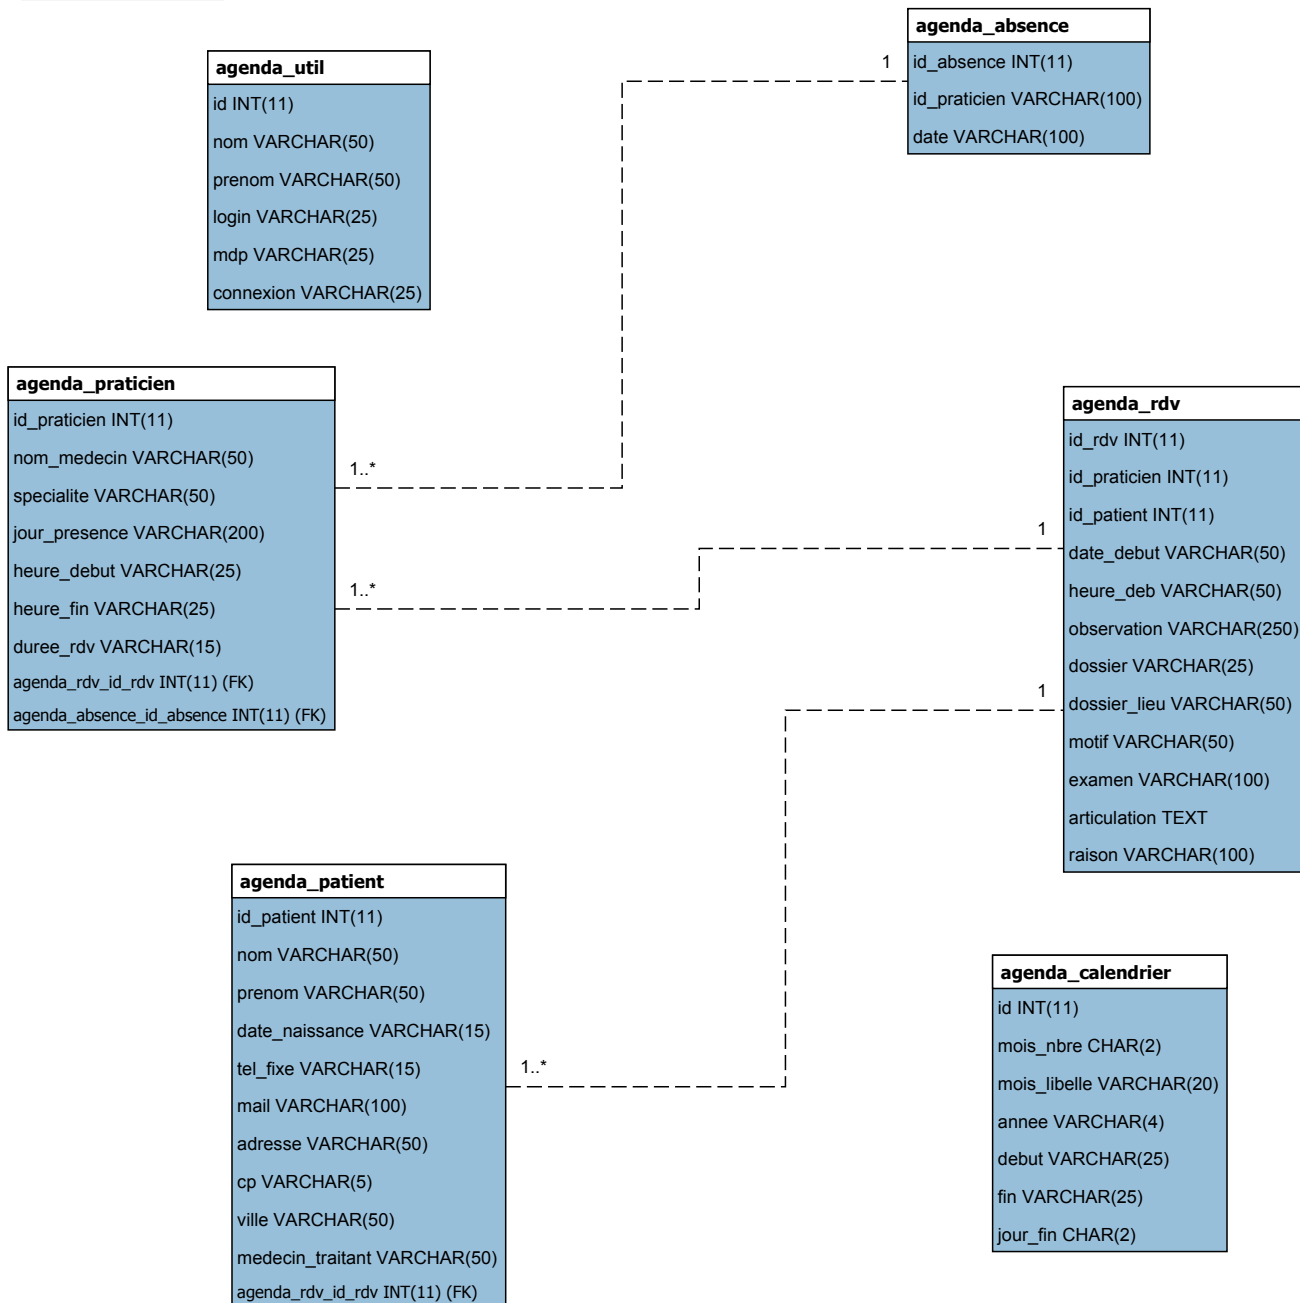 agenda_util
id INT(11)
nom VARCHAR(50)
prenom VARCHAR(50)
login VARCHAR(25)
mdp VARCHAR(25)
connexion VARCHAR(25)
agenda_absence
id_absence INT(11)
id_praticien VARCHAR(100)
date VARCHAR(100)
1
agenda_praticien
id_praticien INT(11)
nom_medecin VARCHAR(50)
specialite VARCHAR(50)
jour_presence VARCHAR(200)
heure_debut VARCHAR(25)
heure_fin VARCHAR(25)
duree_rdv VARCHAR(15)
agenda_rdv_id_rdv INT(11) (FK)
agenda_absence_id_absence INT(11) (FK)
1..*
1..*
1
1
agenda_rdv
id_rdv INT(11)
id_praticien INT(11)
id_patient INT(11)
date_debut VARCHAR(50)
heure_deb VARCHAR(50)
observation VARCHAR(250)
dossier VARCHAR(25)
dossier_lieu VARCHAR(50)
motif VARCHAR(50)
examen VARCHAR(100)
articulation TEXT
raison VARCHAR(100)
agenda_patient
id_patient INT(11)
nom VARCHAR(50)
prenom VARCHAR(50)
date_naissance VARCHAR(15)
tel_fixe VARCHAR(15)
mail VARCHAR(100)
adresse VARCHAR(50)
cp VARCHAR(5)
ville VARCHAR(50)
medecin_traitant VARCHAR(50)
agenda_rdv_id_rdv INT(11) (FK)
1..*
agenda_calendrier
id INT(11)
mois_nbre CHAR(2)
mois_libelle VARCHAR(20)
annee VARCHAR(4)
debut VARCHAR(25)
fin VARCHAR(25)
jour_fin CHAR(2)